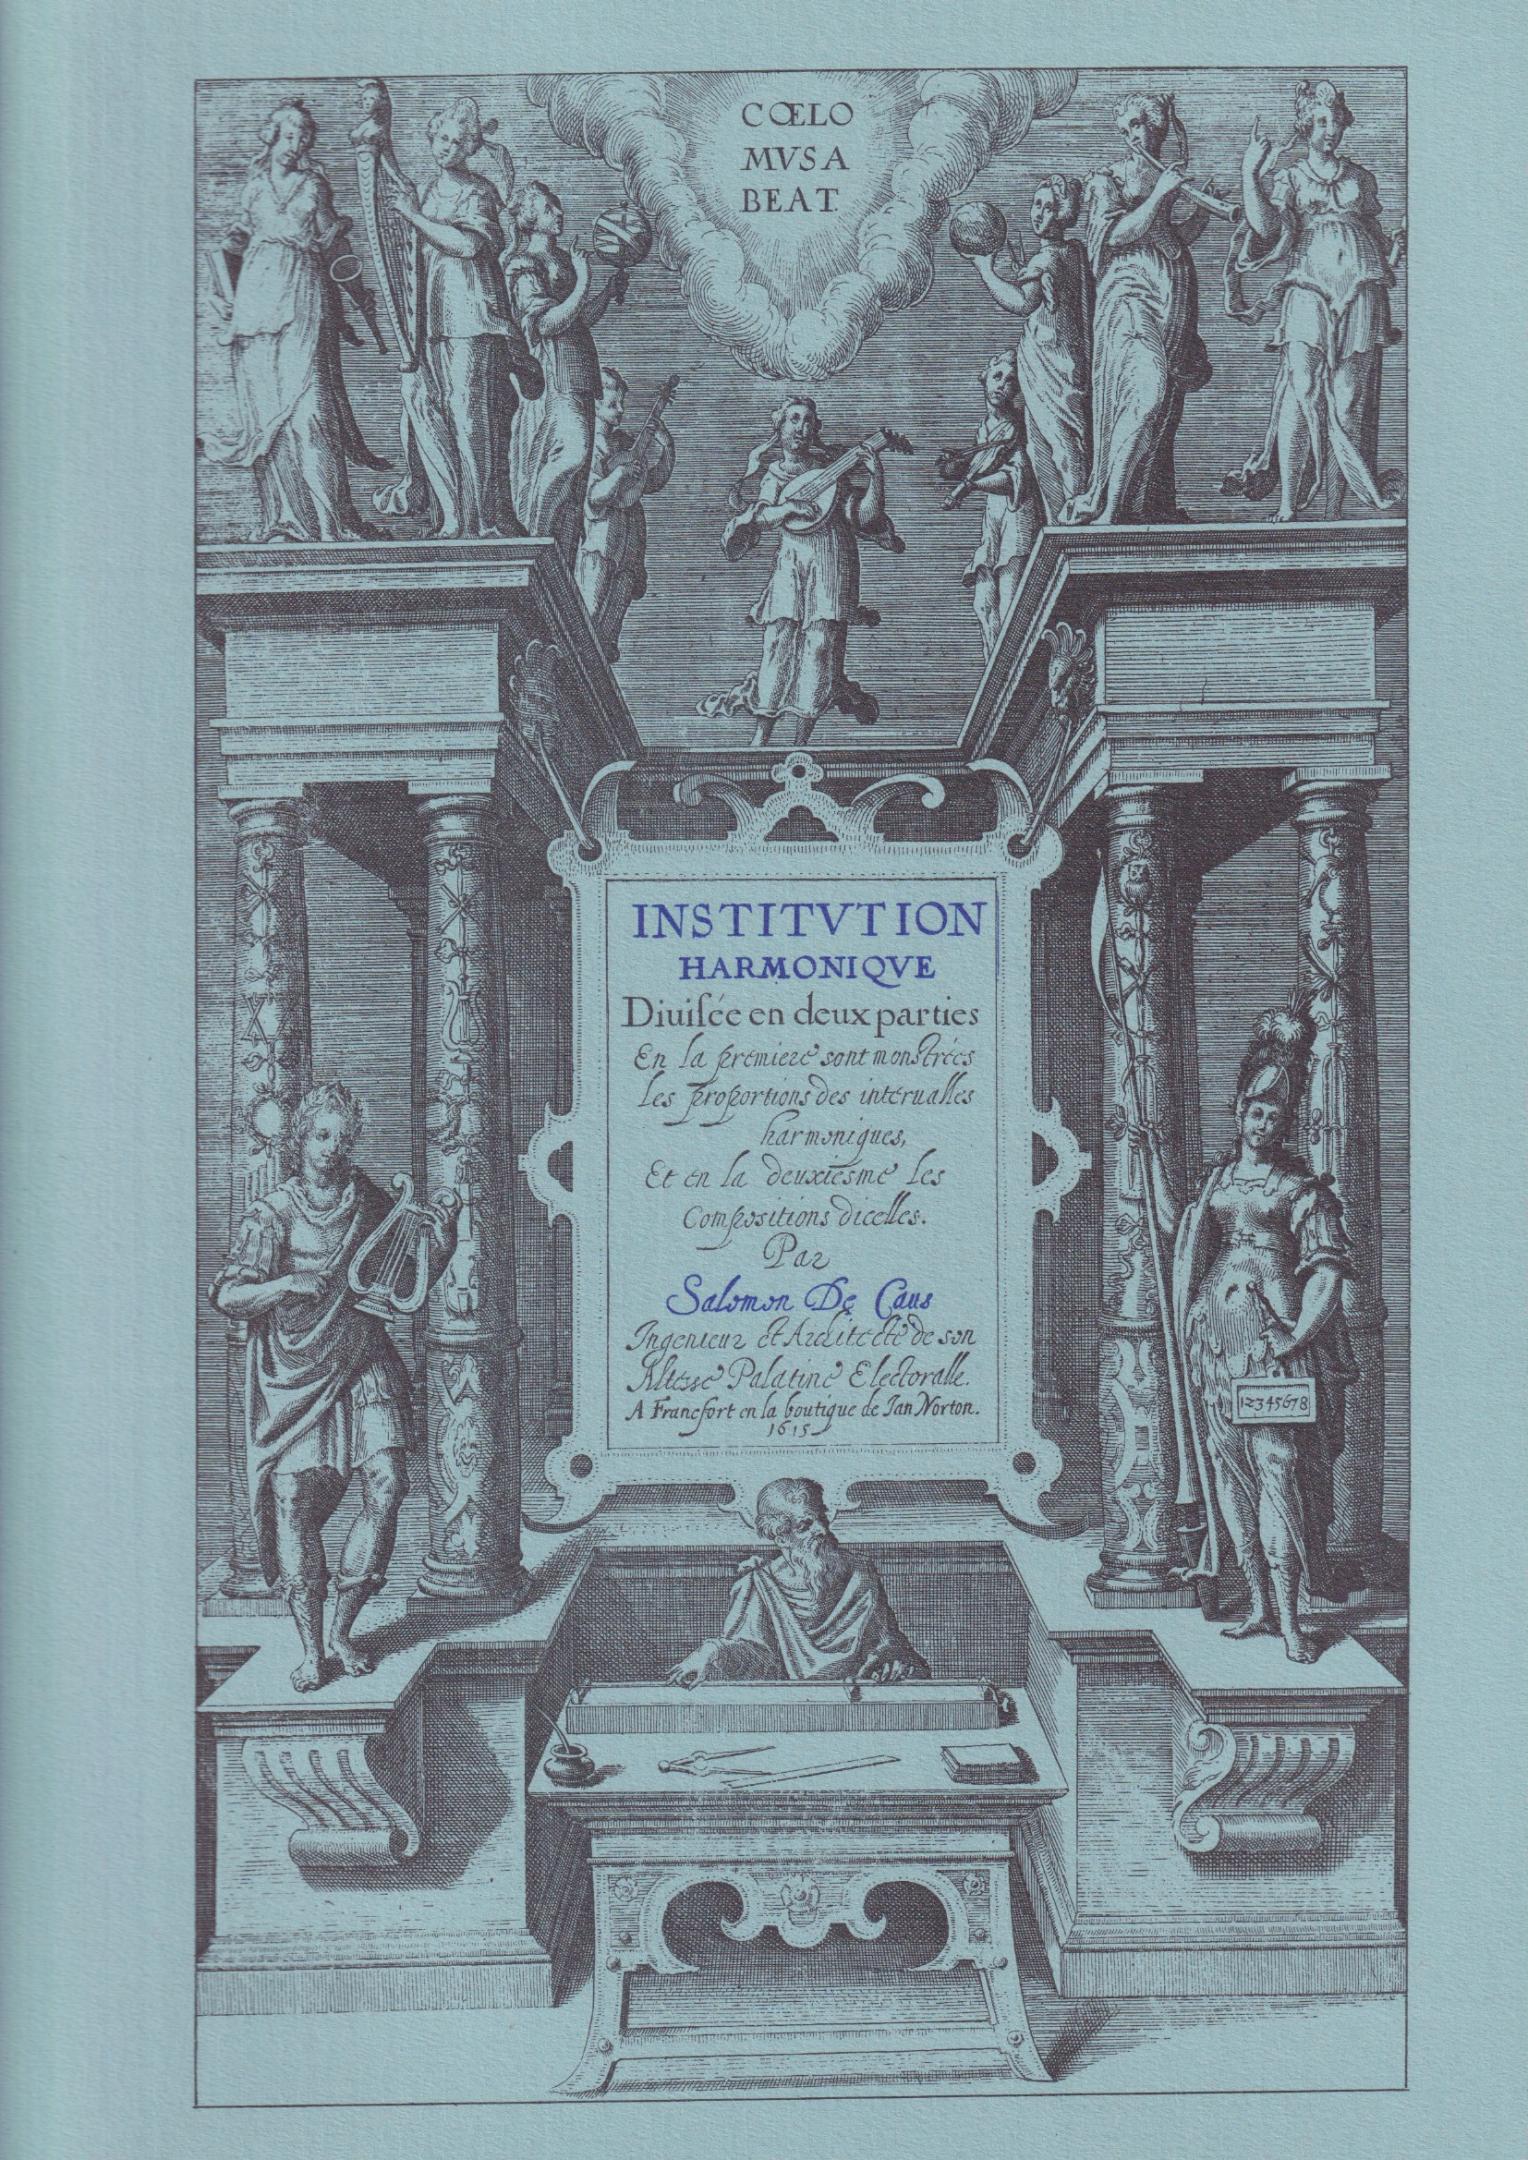 CŒLO
MVSA
BEAT.
INSTITVTION
HARMONIQVE
Diuisée en deux parties
En la premiere sont monstrées
les proportions des interualles
harmoniques,
Et en la deuxiesme les
Compositions dicelles.
Par
Salomon De Caus
Ingenieur et Architecte de son
Altesse Palatine Electoralle.
A Francfort en la boutique de Jan Norton.
1615
12345678